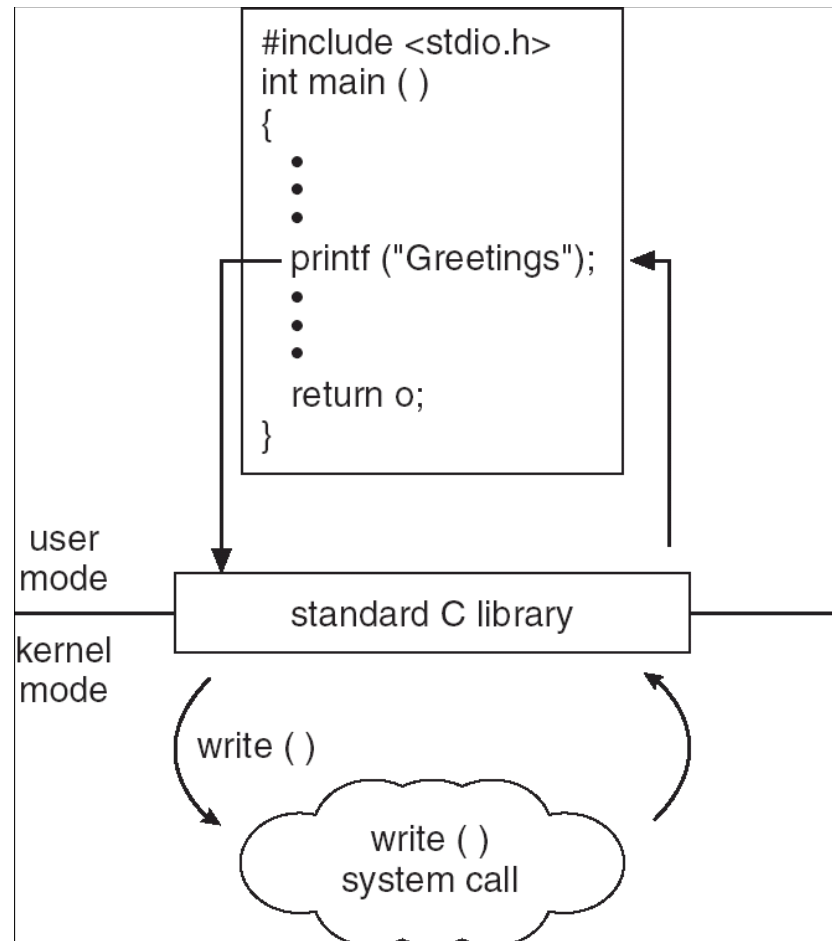 #include <stdio.h>
int main ( )
{
•
•
•
printf ("Greetings");
•
•
•
return o;
}
user
mode
standard C library
kernel
mode
write ( )
write ( )
system call